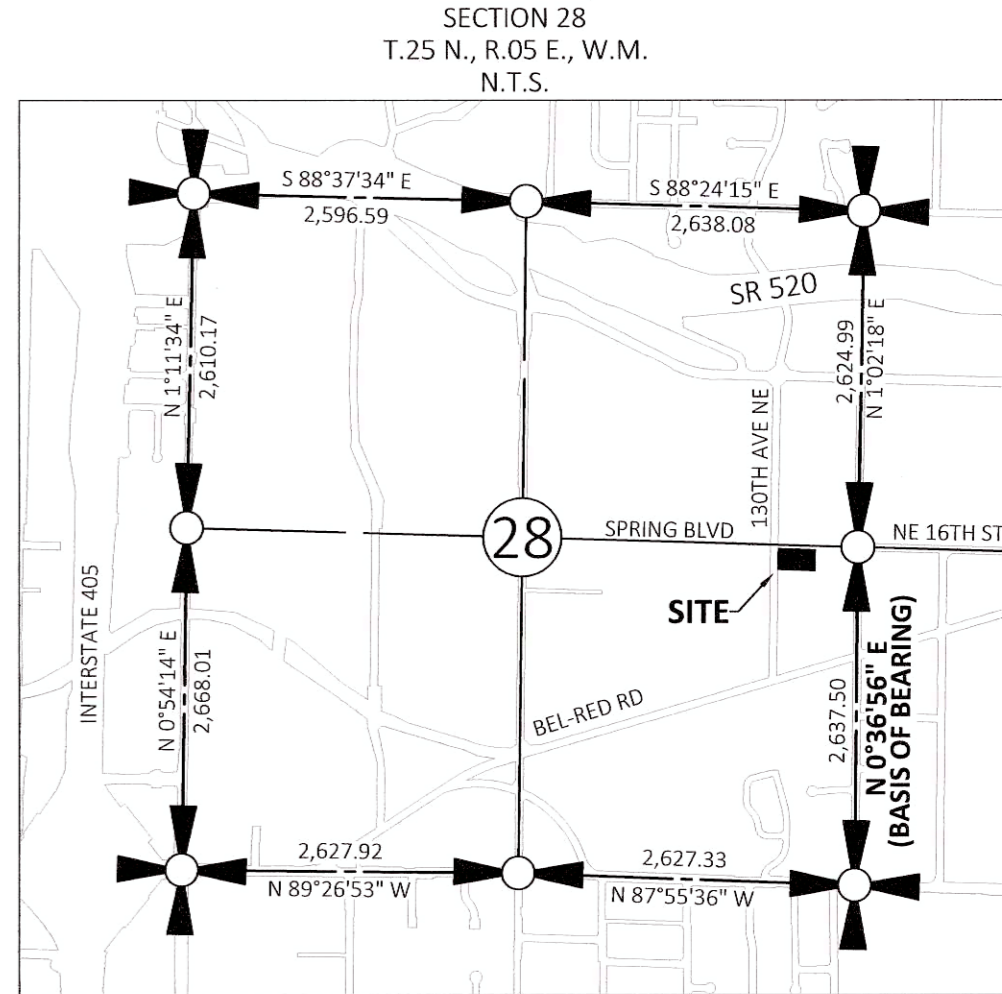 SECTION 28
T.25 N., R.05 E., W.M.
N.T.S.
S 88°37'34" E
2,596.59
S 88°24'15" E
2,638.08
SR 520
N 1°11'34" E
2,610.17
2,624.99
N 1°02'18" E
130TH AVE NE
28
SPRING BLVD
NE 16TH ST
SITE
INTERSTATE 405
N 0°54'14" E
2,668.01
BEL-RED RD
2,637.50
N 0°36'56" E
(BASIS OF BEARING)
2,627.92
N 89°26'53" W
2,627.33
N 87°55'36" W